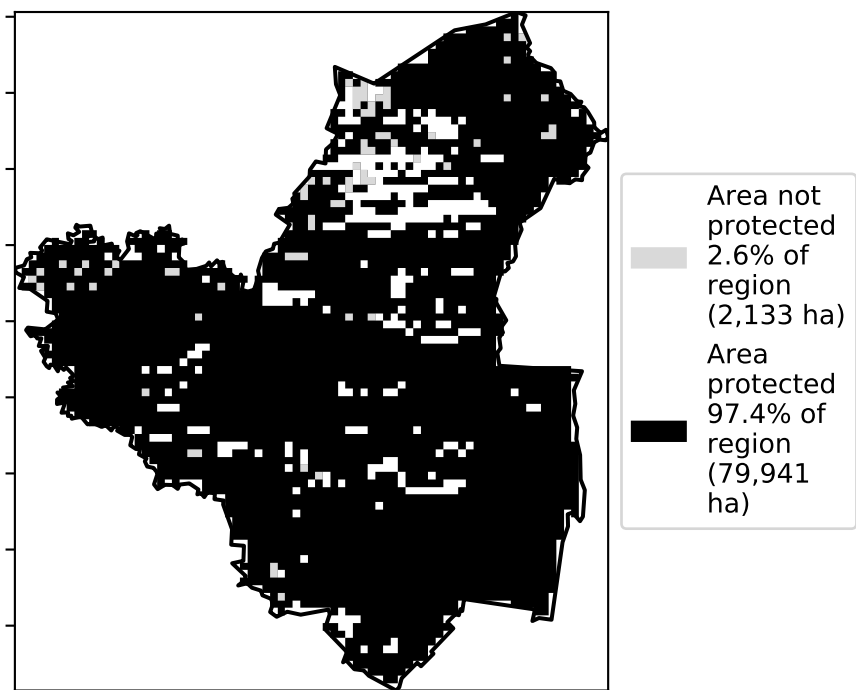 Area not
protected
2.6% of
region
(2,133 ha)
Area
protected
97.4% of
region
(79,941
ha)